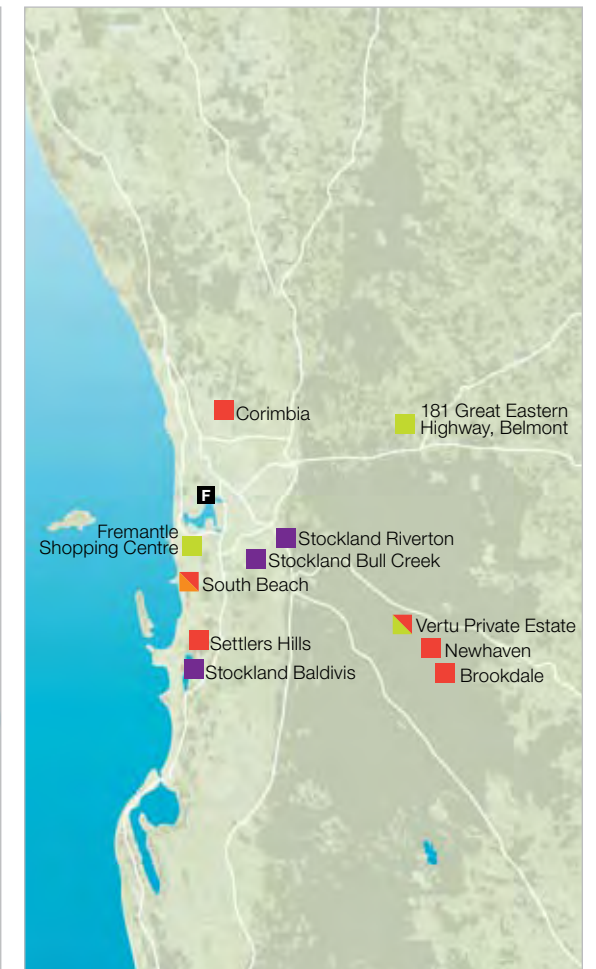 Corimbia
181 Great Eastern
Highway, Belmont
F
Fremantle
Shopping Centre
Stockland Riverton
Stockland Bull Creek
South Beach
Vertu Private Estate
Settlers Hills
Newhaven
Stockland Baldivis
Brookdale